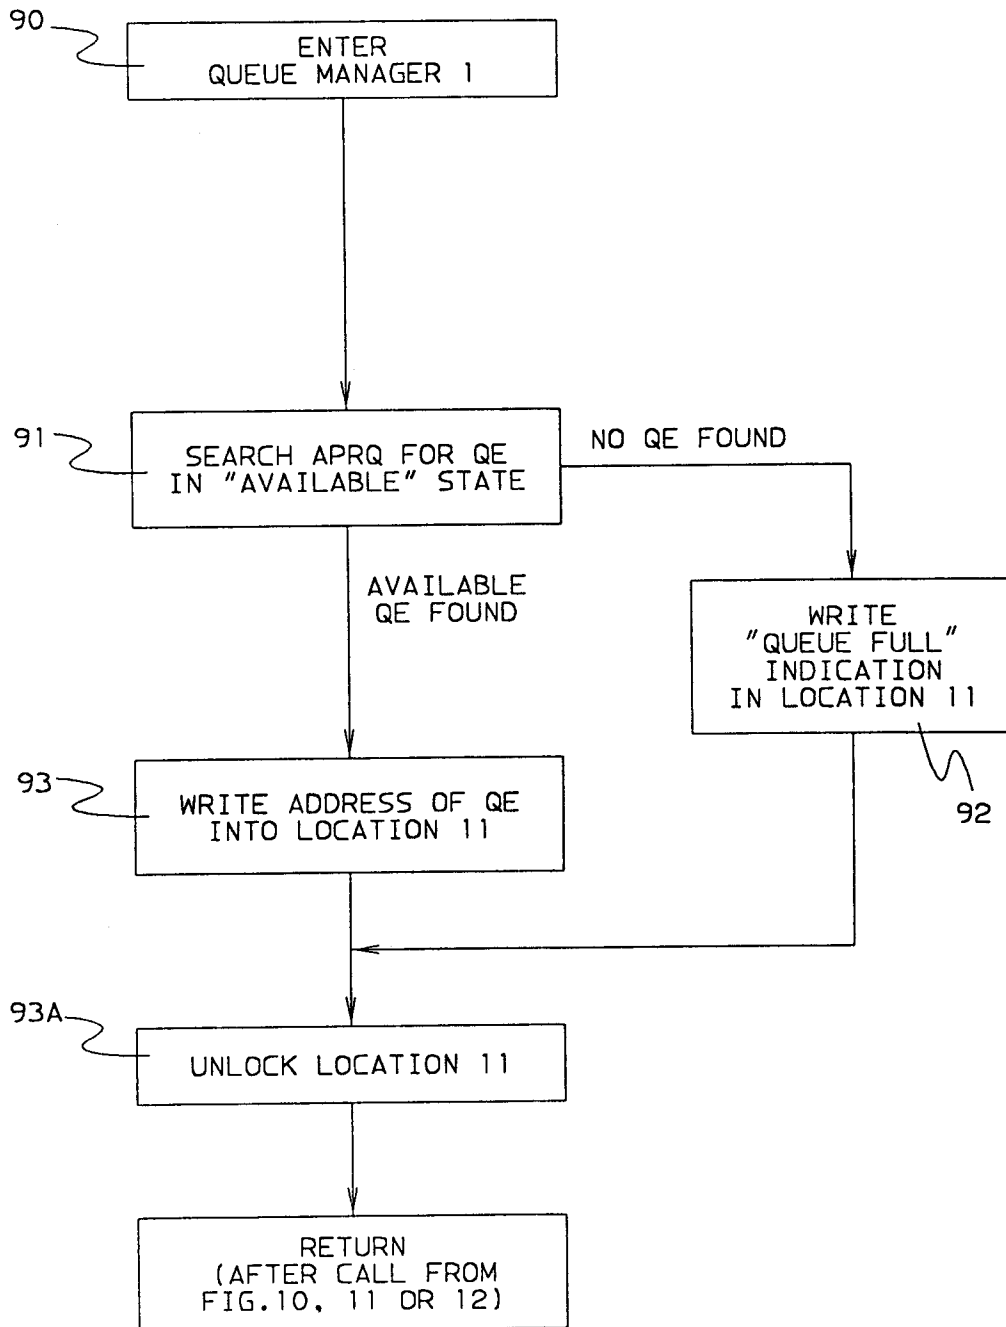 90
ENTER
QUEUE MANAGER 1
91
SEARCH APRQ FOR QE
IN "AVAILABLE" STATE
NO QE FOUND
AVAILABLE
QE FOUND
WRITE
"QUEUE FULL"
INDICATION
IN LOCATION 11
92
93
WRITE ADDRESS OF QE
INTO LOCATION 11
93A
UNLOCK LOCATION 11
RETURN
(AFTER CALL FROM
FIG.10, 11 OR 12)